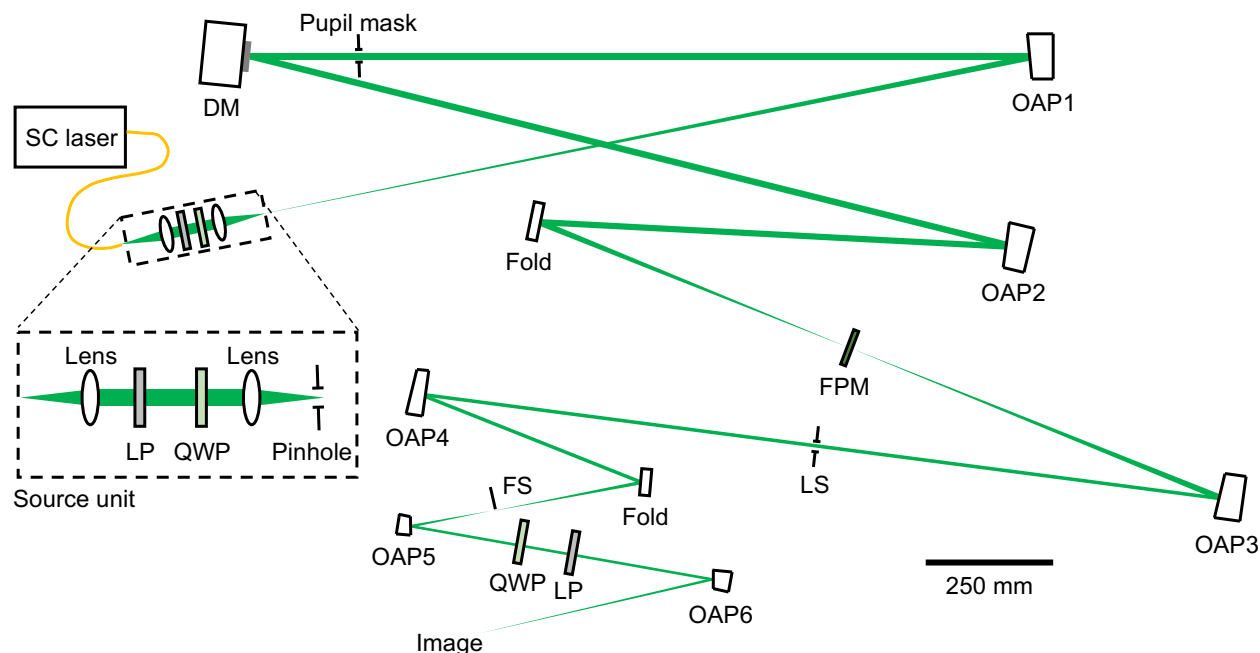 Pupil mask
DM
OAP1
SC laser
Fold
OAP2
Lens
Lens
FPM
OAP4
LP
QWP
Pinhole
LS
Source unit
FS
Fold
OAP3
OAP5
QWP
LP
250 mm
OAP6
Image